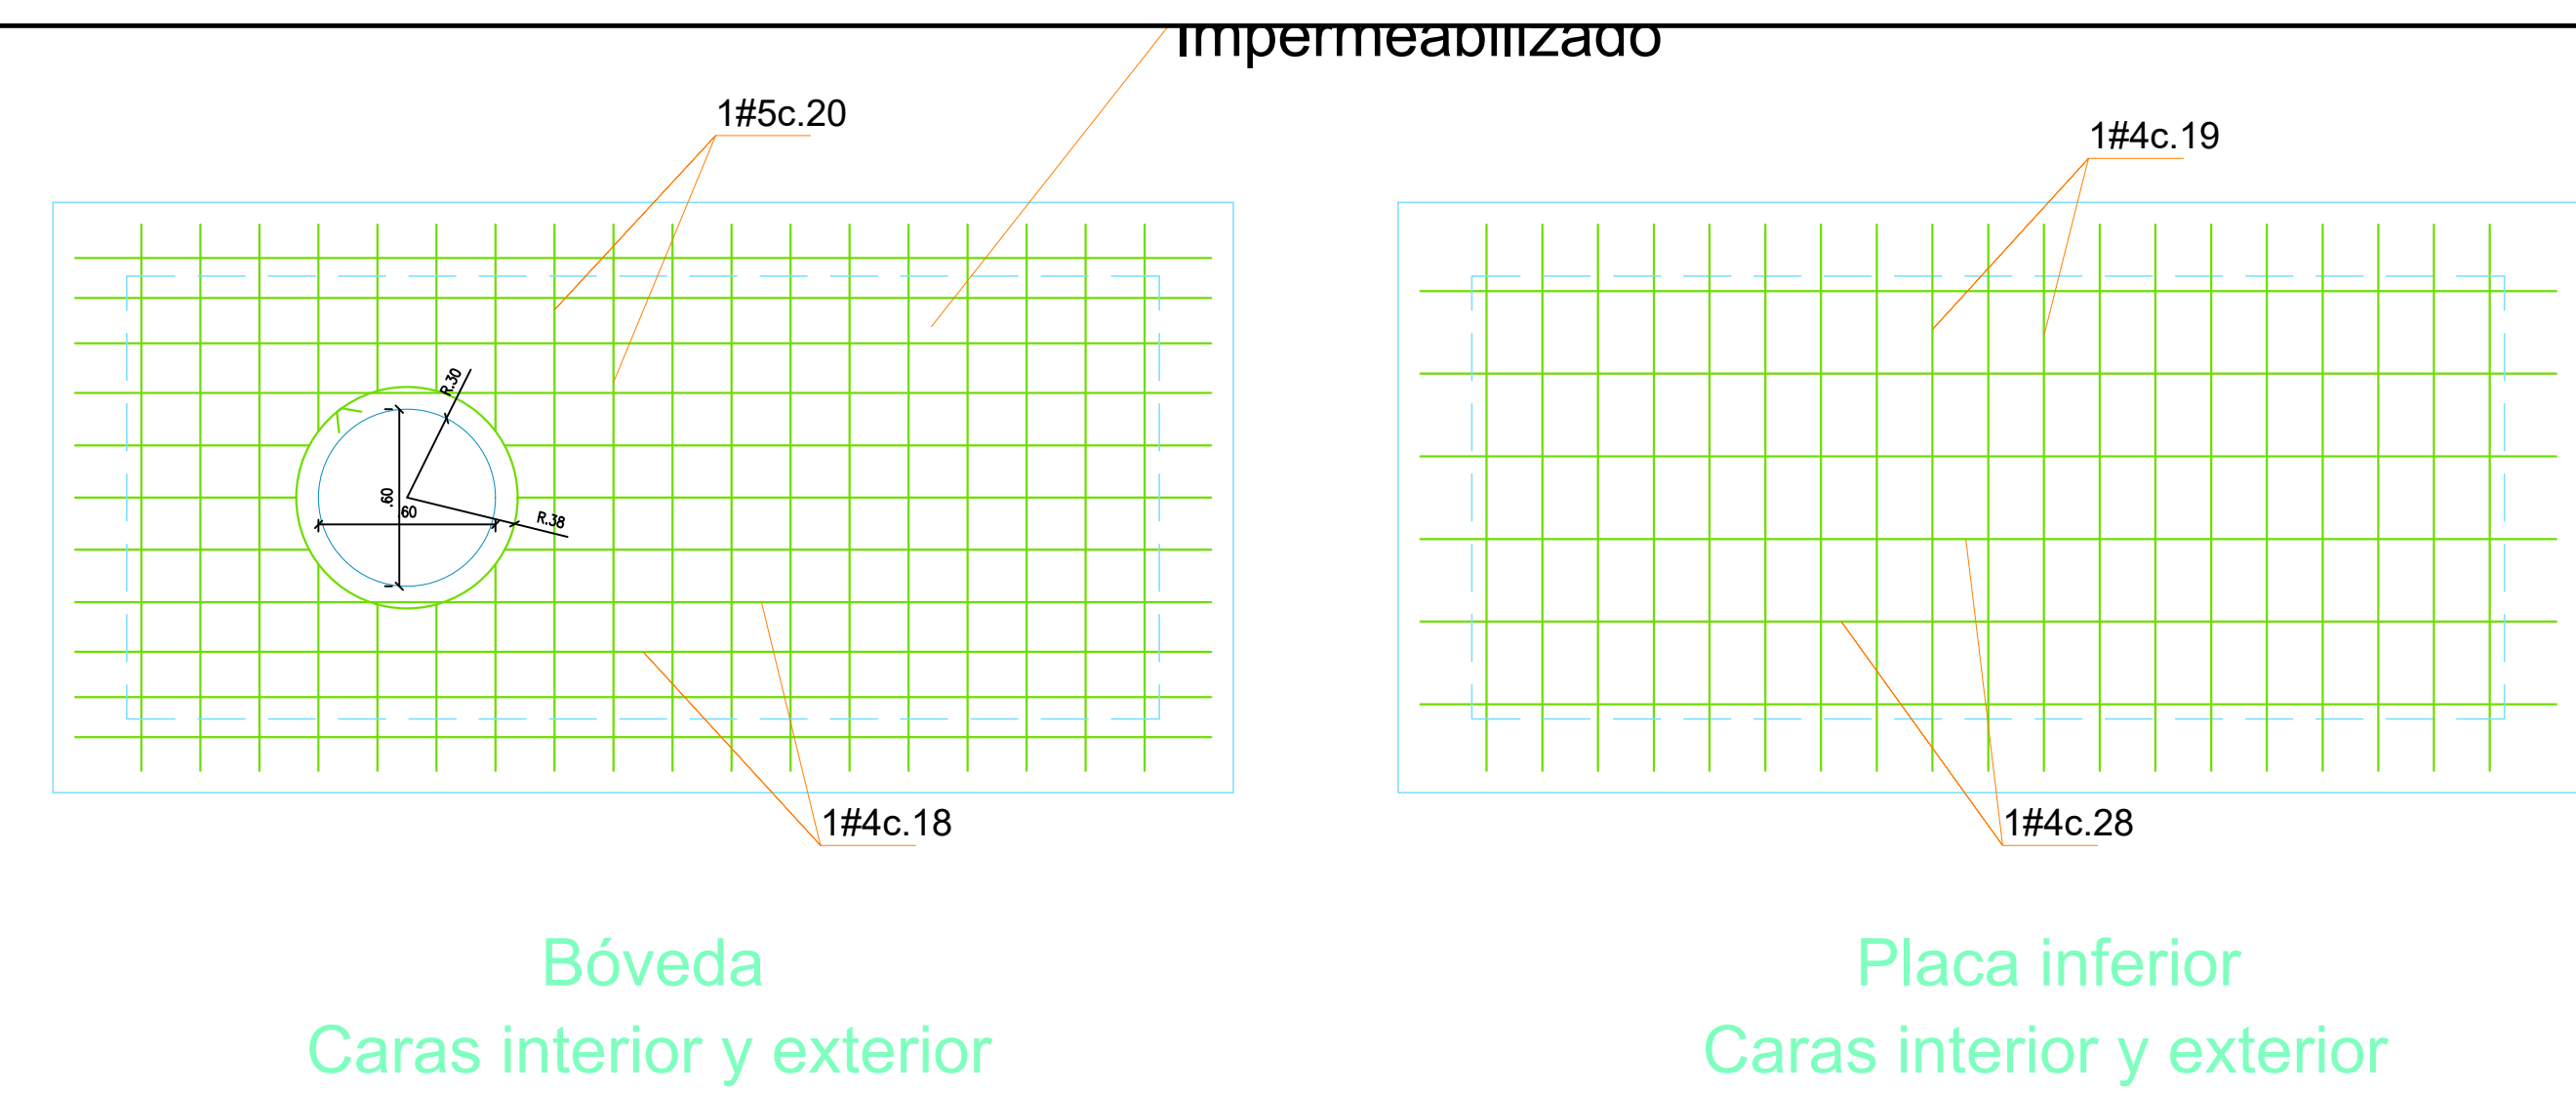 Impermeabilizado
1#5c.20
1#4c.19
R.30
.60
.60
R.38
1#4c.18
1#4c.28
Bóveda
Caras interior y exterior
Placa inferior
Caras interior y exterior